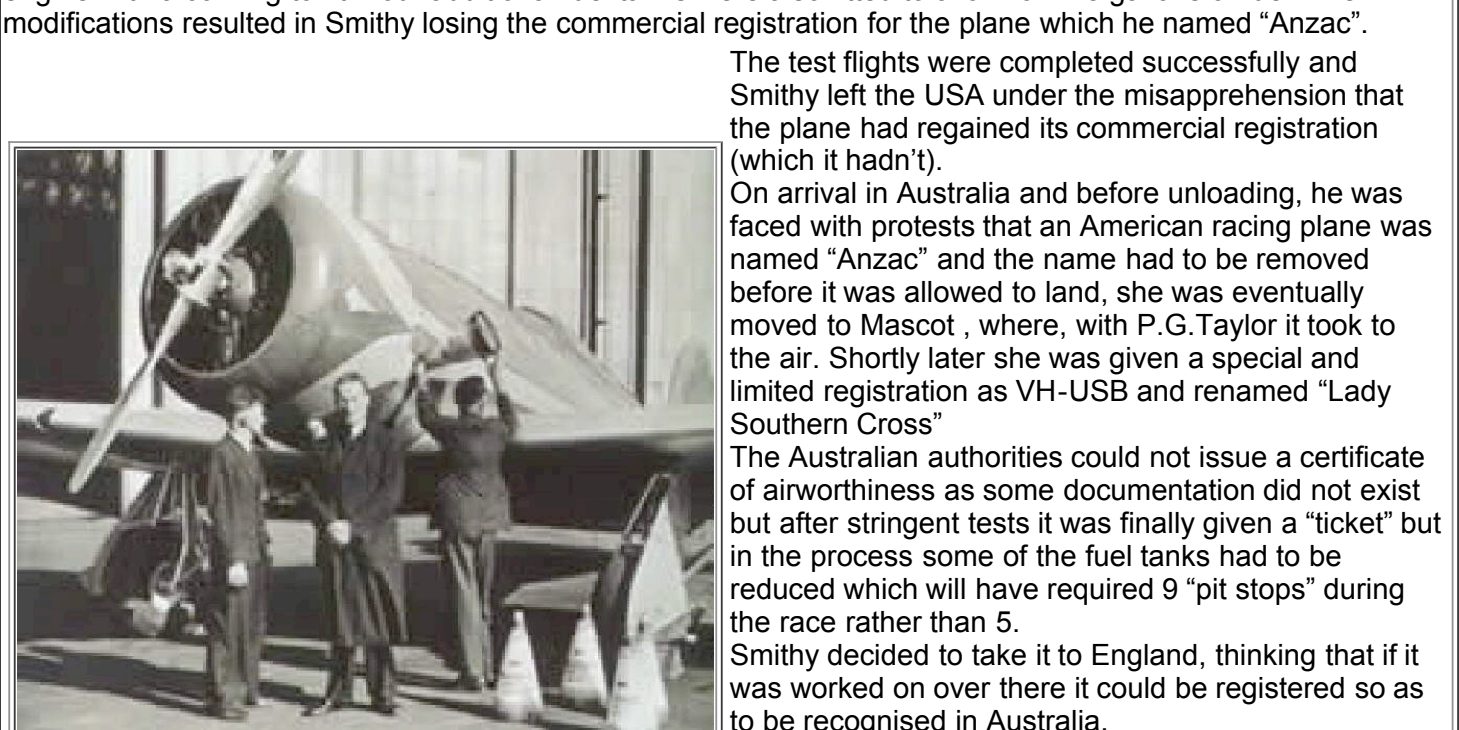 modifications resulted in Smithy losing the commercial registration for the plane which he named “Anzac”.
The test flights were completed successfully and
Smithy left the USA under the misapprehension that
the plane had regained its commercial registration
(which it hadn’t).
On arrival in Australia and before unloading, he was
faced with protests that an American racing plane was
named “Anzac” and the name had to be removed
before it was allowed to land, she was eventually
moved to Mascot , where, with P.G.Taylor it took to
the air. Shortly later she was given a special and
limited registration as VH-USB and renamed “Lady
Southern Cross”
The Australian authorities could not issue a certificate
of airworthiness as some documentation did not exist
but after stringent tests it was finally given a “ticket” but
in the process some of the fuel tanks had to be
reduced which will have required 9 “pit stops” during
the race rather than 5.
Smithy decided to take it to England, thinking that if it
was worked on over there it could be registered so as
to be recognised in Australia.